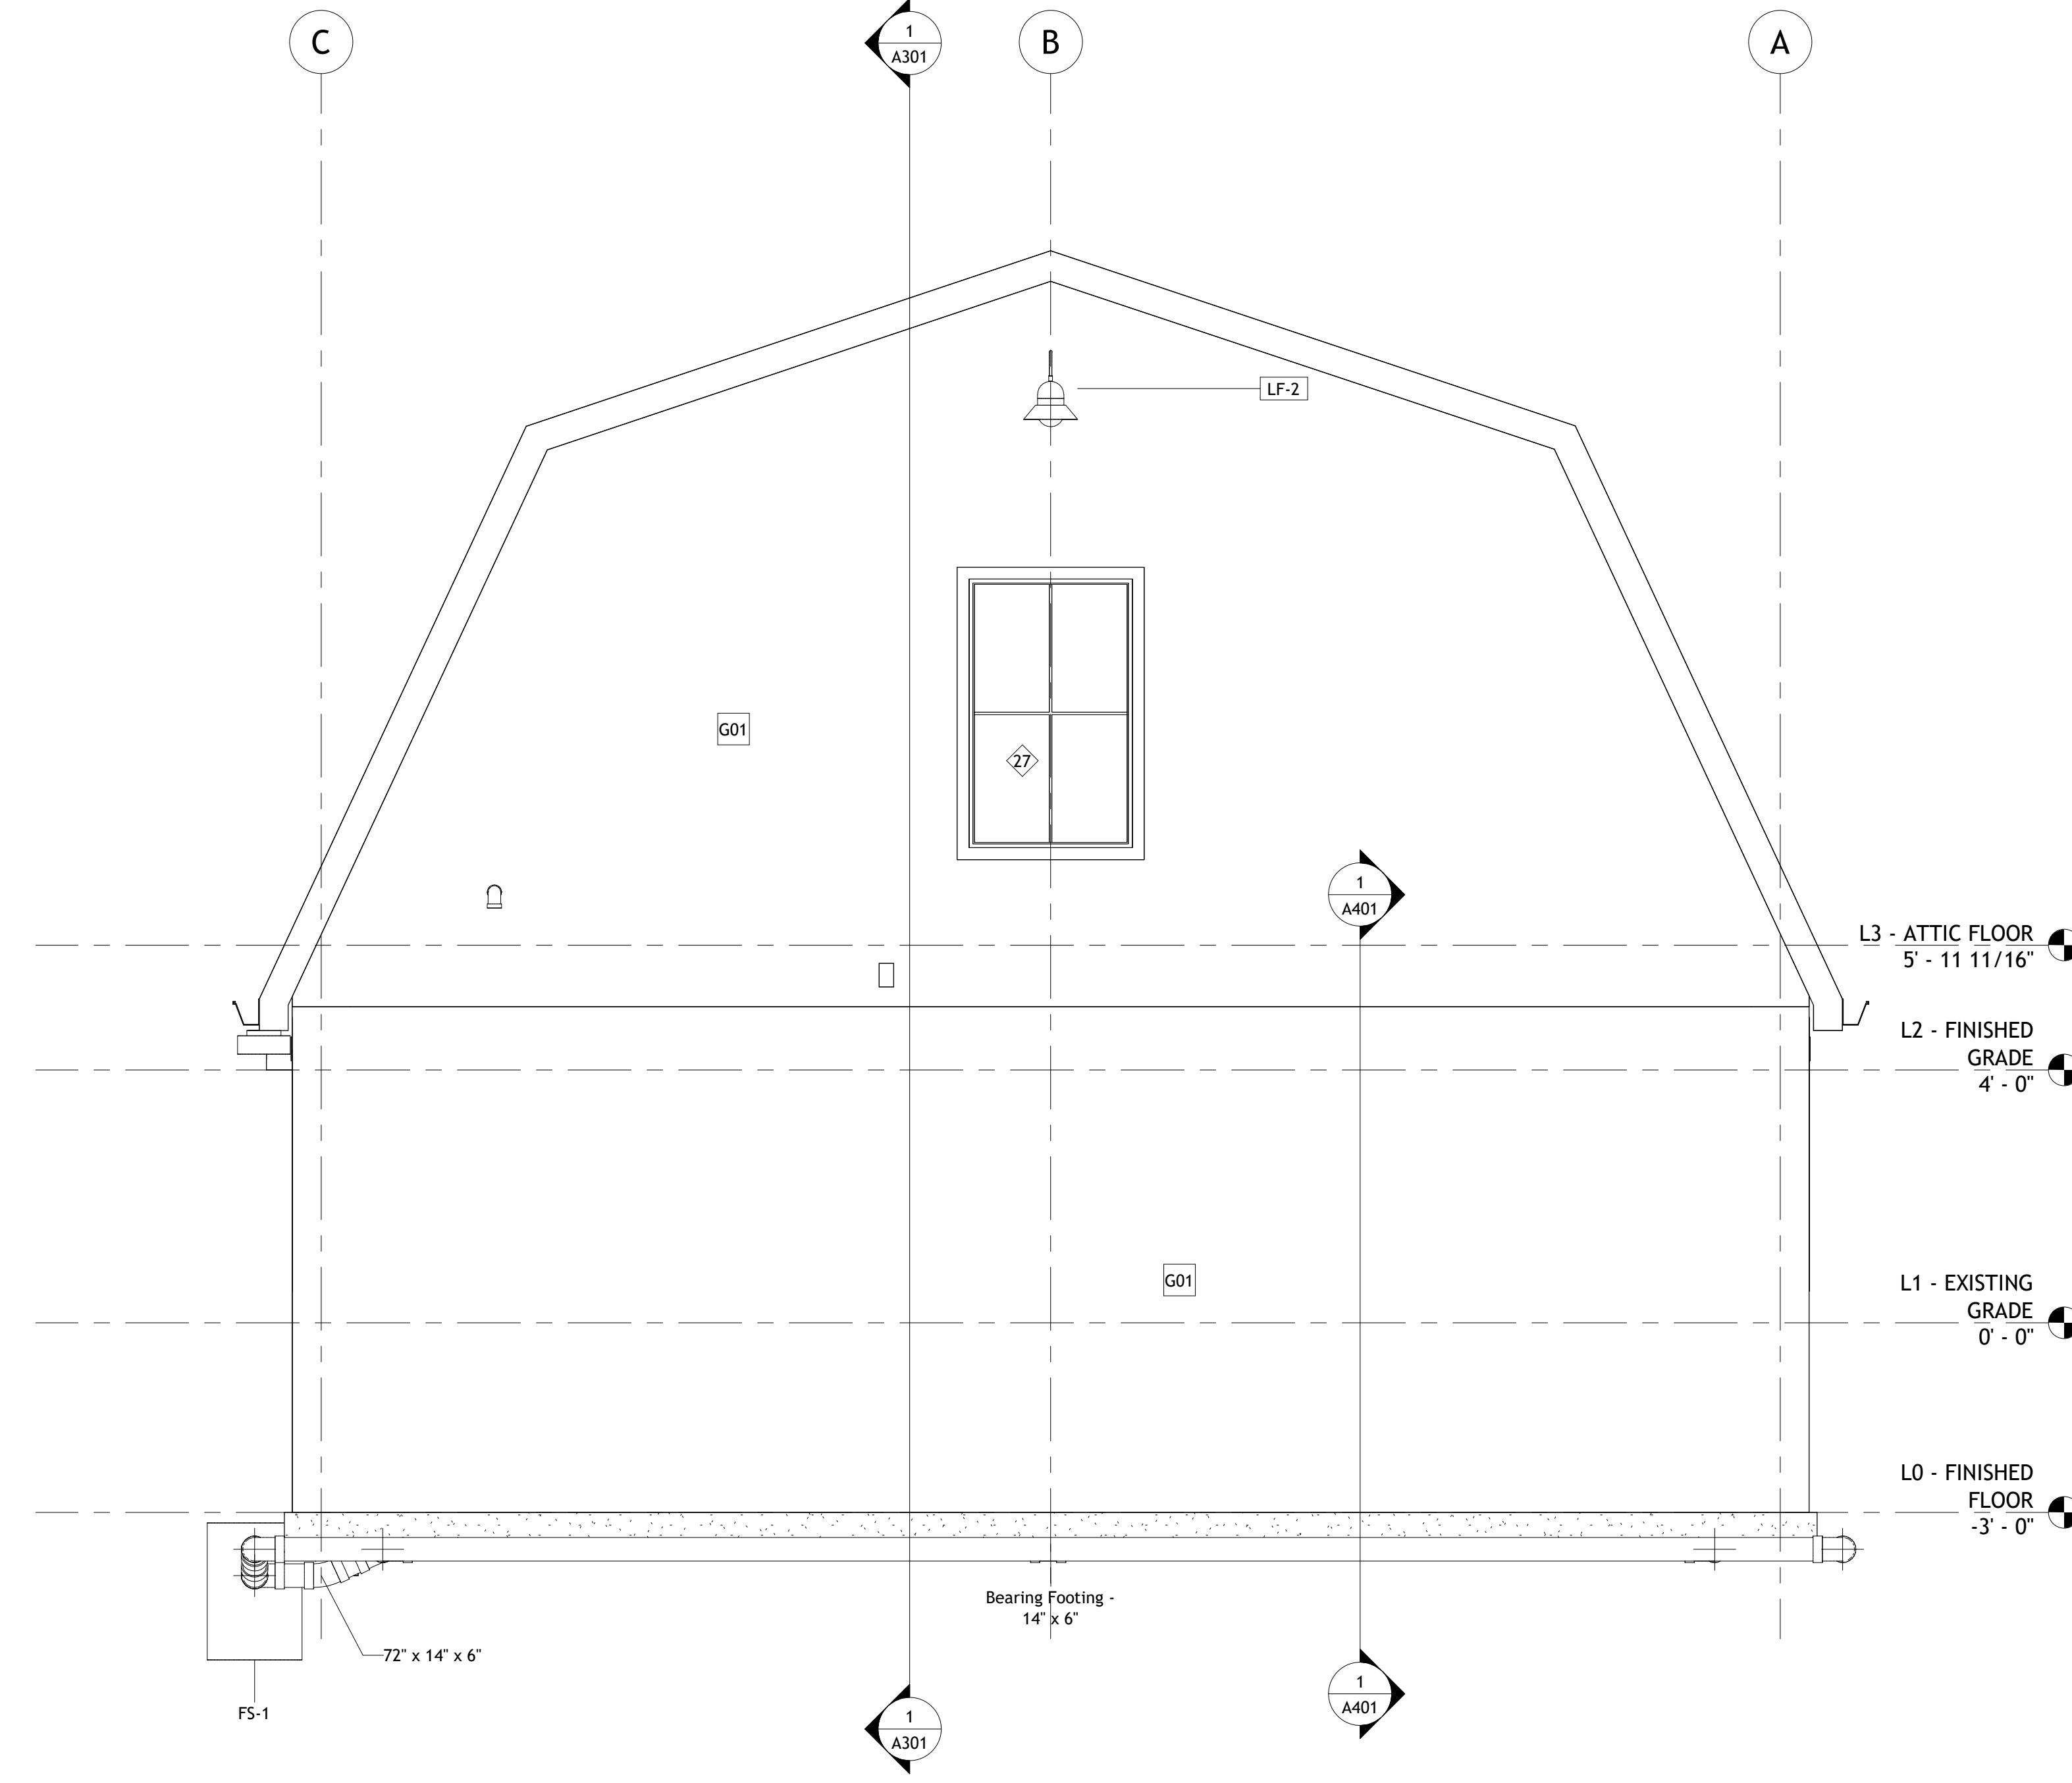 C
1
A301
B
A
LF-2
G01
27
1
A401
L3 - ATTIC FLOOR
5' - 11 11/16"
L2 - FINISHED
GRADE
4' - 0"
G01
L1 - EXISTING
GRADE
0' - 0"
L0 - FINISHED
FLOOR
-3' - 0"
Bearing Footing -
14" x 6"
72" x 14" x 6"
FS-1
1
A401
1
A301